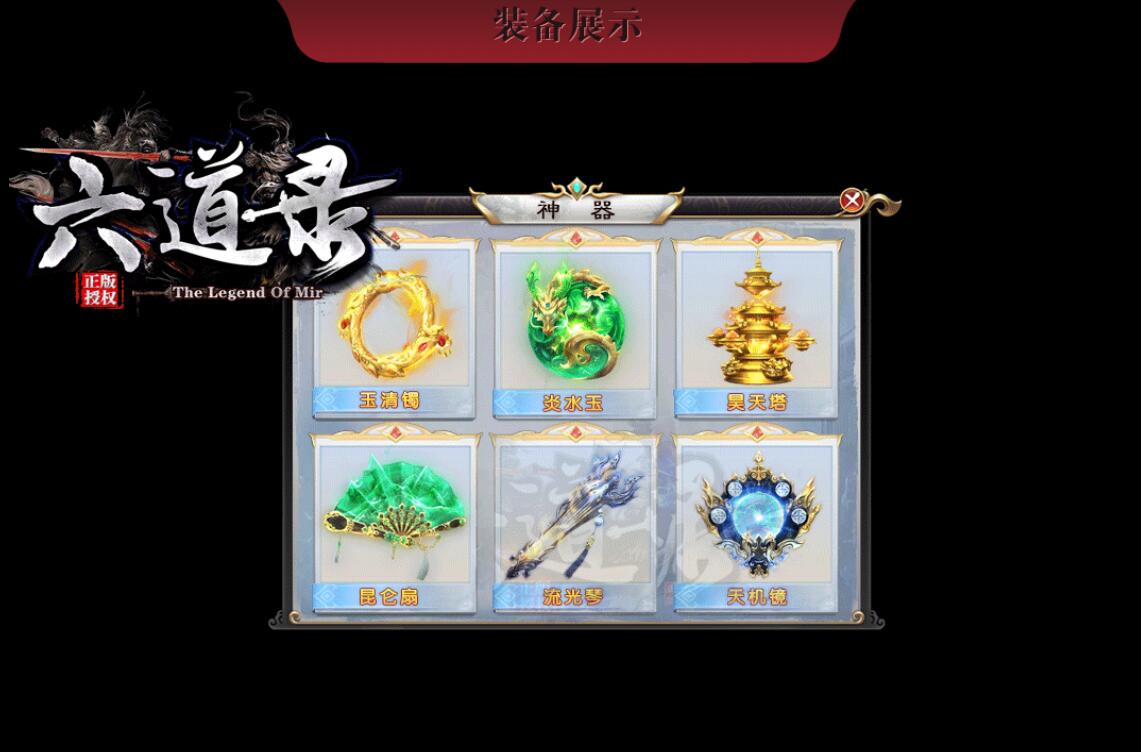 装备展示
六道录
正版
授权
The Legend Of Mir
神 器
玉清镯
炎水玉
昊天塔
昆仑扇
流光琴
天机镜